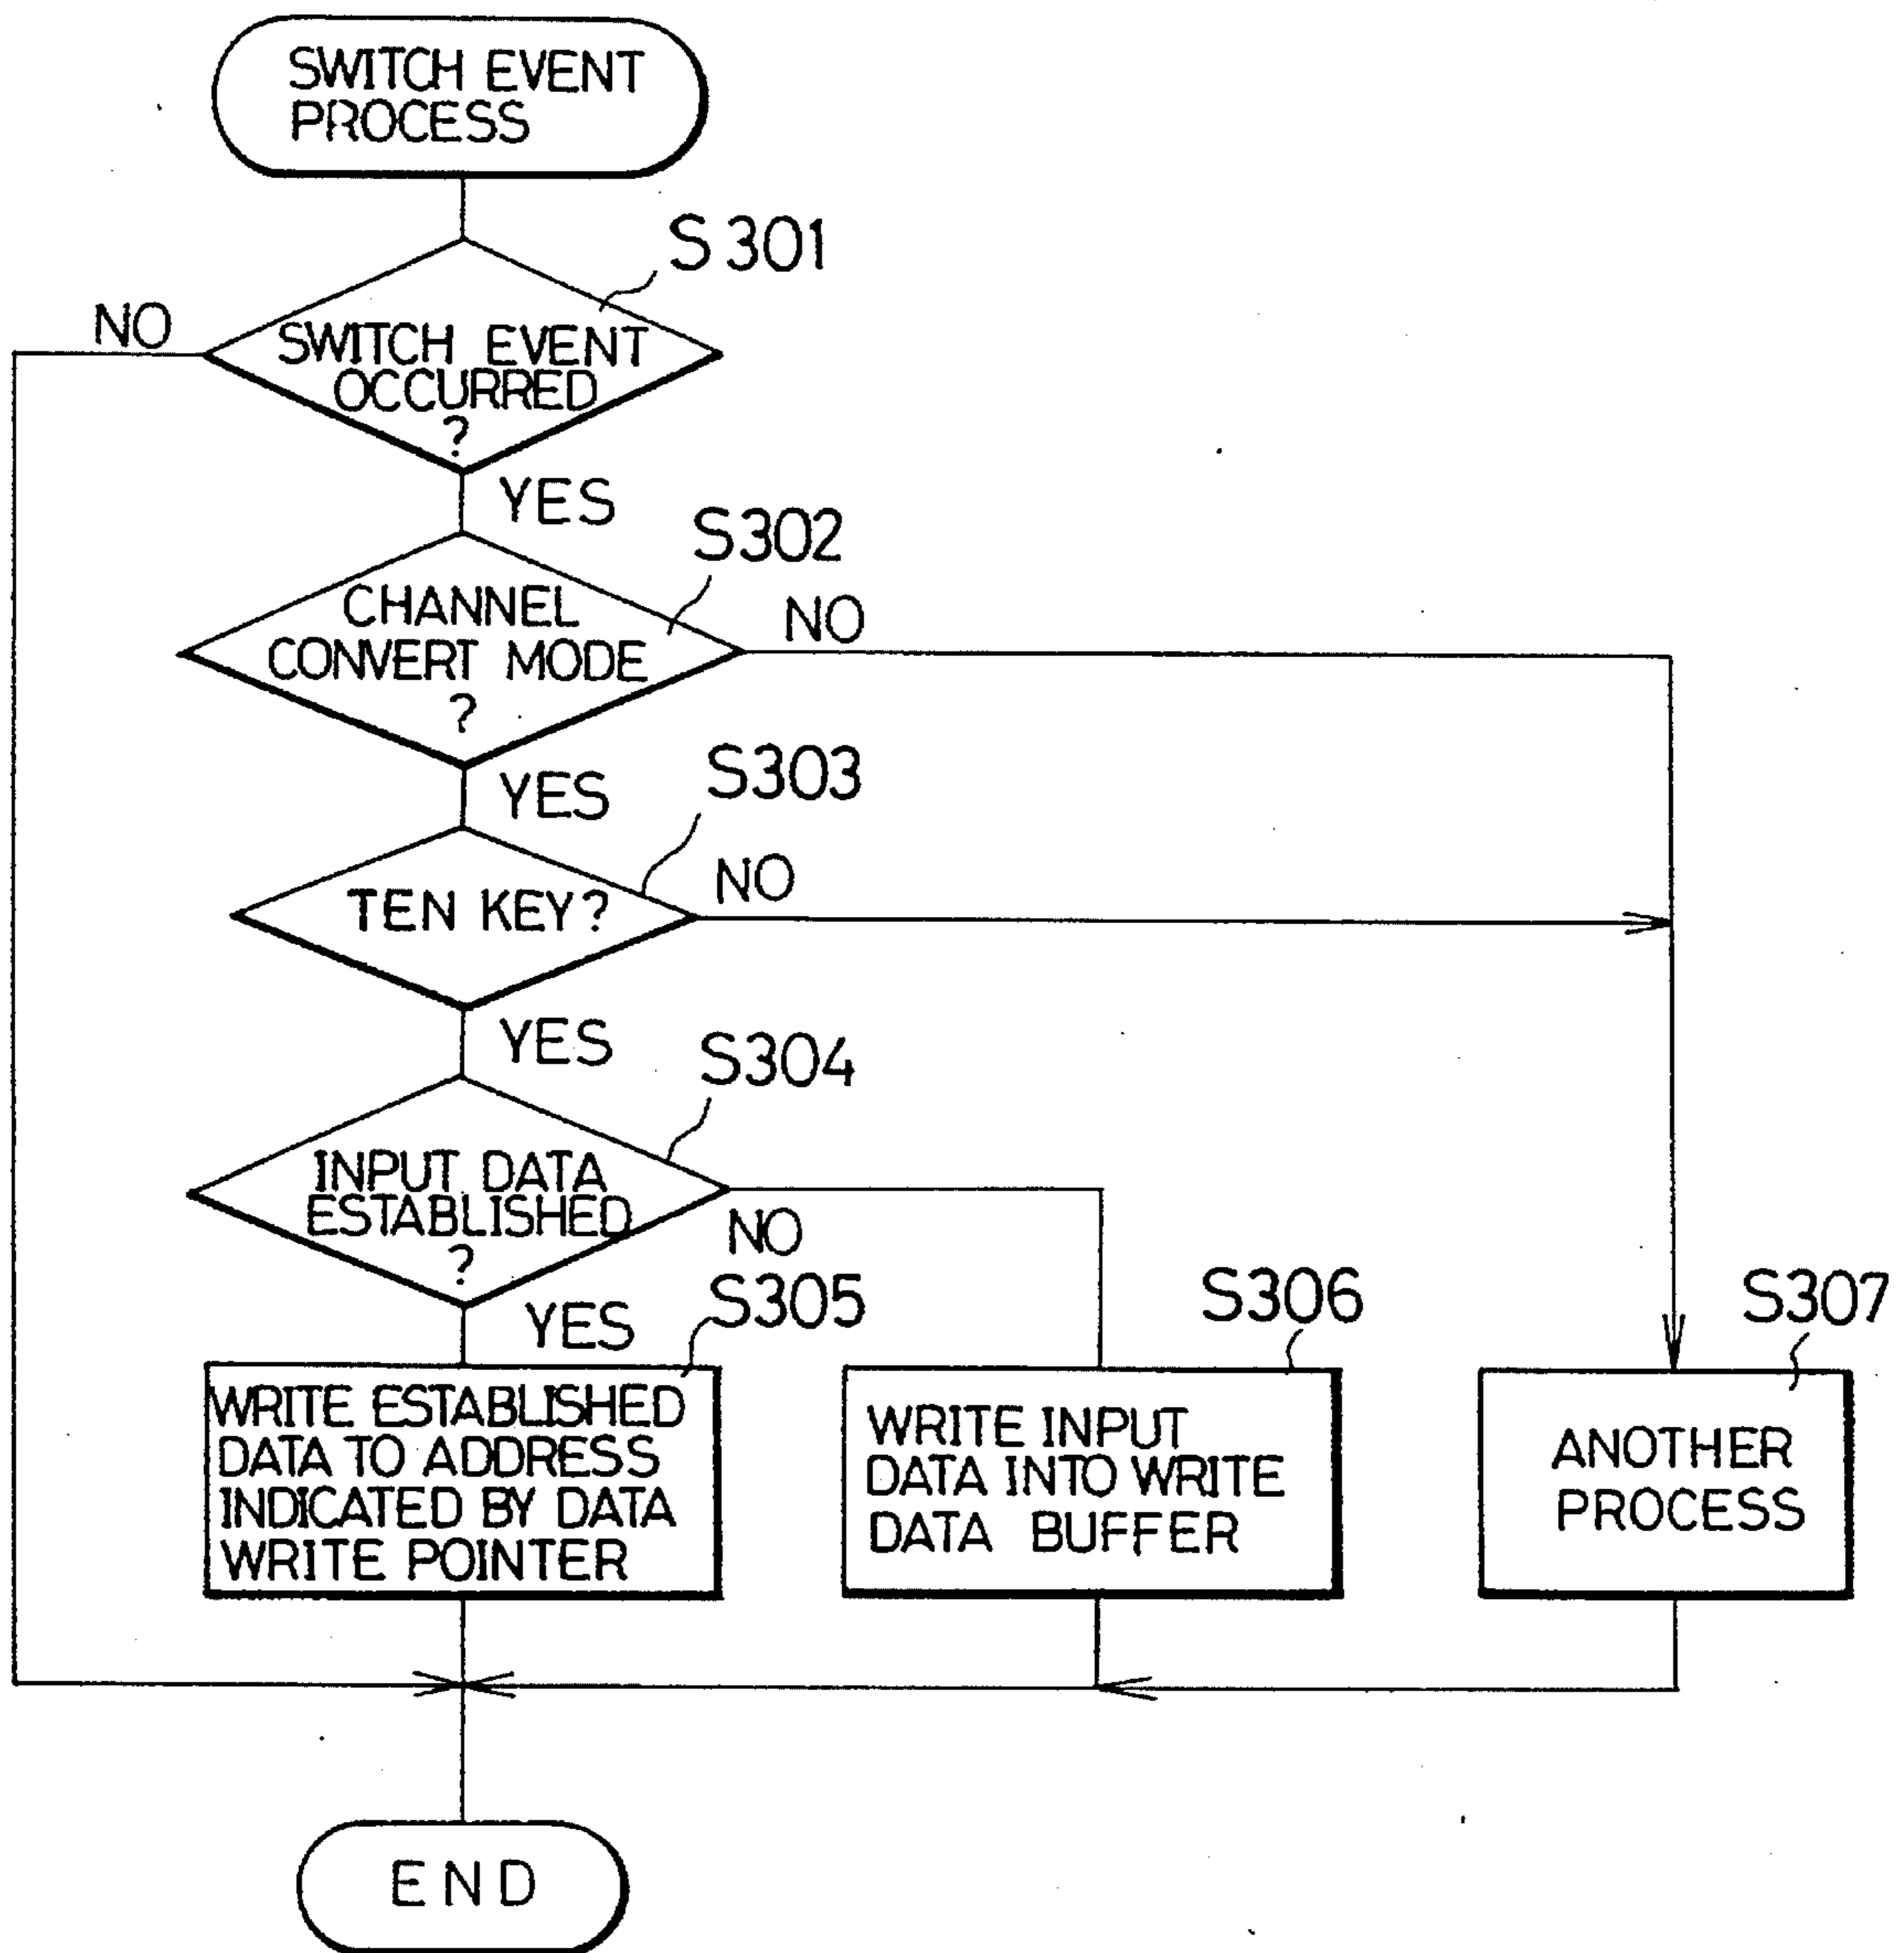 SWITCH EVENT
PROCESS
S301
NO
SWITCH EVENT
OCCURRED
?
YES
S302
CHANNEL
CONVERT MODE
?
NO
YES
S303
TEN KEY?
NO
YES
S304
INPUT DATA
ESTABLISHED
?
NO
YES
S305
S306
S307
WRITE ESTABLISHED
DATA TO ADDRESS
INDICATED BY DATA
WRITE POINTER
WRITE INPUT
DATA INTO WRITE
DATA BUFFER
ANOTHER
PROCESS
END